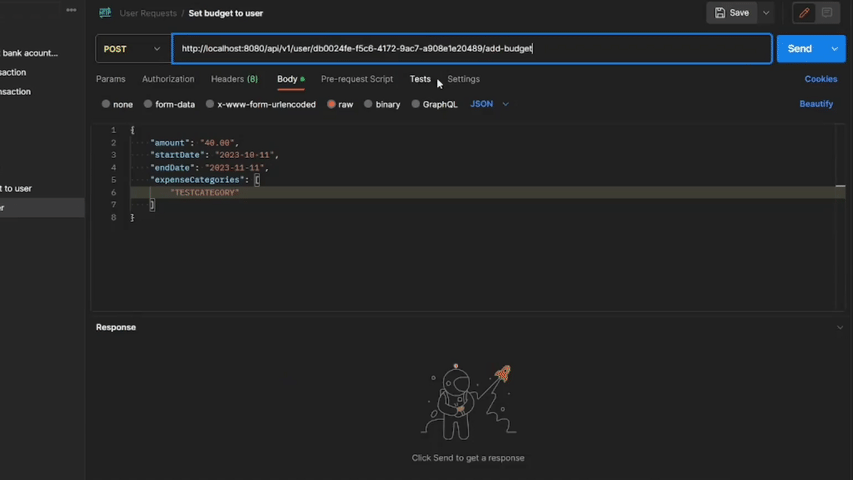 User Requests / Set budget to user
Save
bank acount...
saction
saction
t to user
er
POST
http://localhost:8080/api/v1/user/db0024fe-f5c6-4172-9ac7-a908e1e20489/add-budget
Send
Params
Authorization
Headers (8)
Body
Pre-request Script
Tests
Settings
Cookies
none
form-data
x-www-form-urlencoded
raw
binary
GraphQL
JSON
Beautify
1 {
2 "amount": "40.00",
3 "startDate": "2023-10-11",
4 "endDate": "2023-11-11",
5 "expenseCategories": [
6 "TESTCATEGORY"
7 ]
8 }
Response
Click Send to get a response